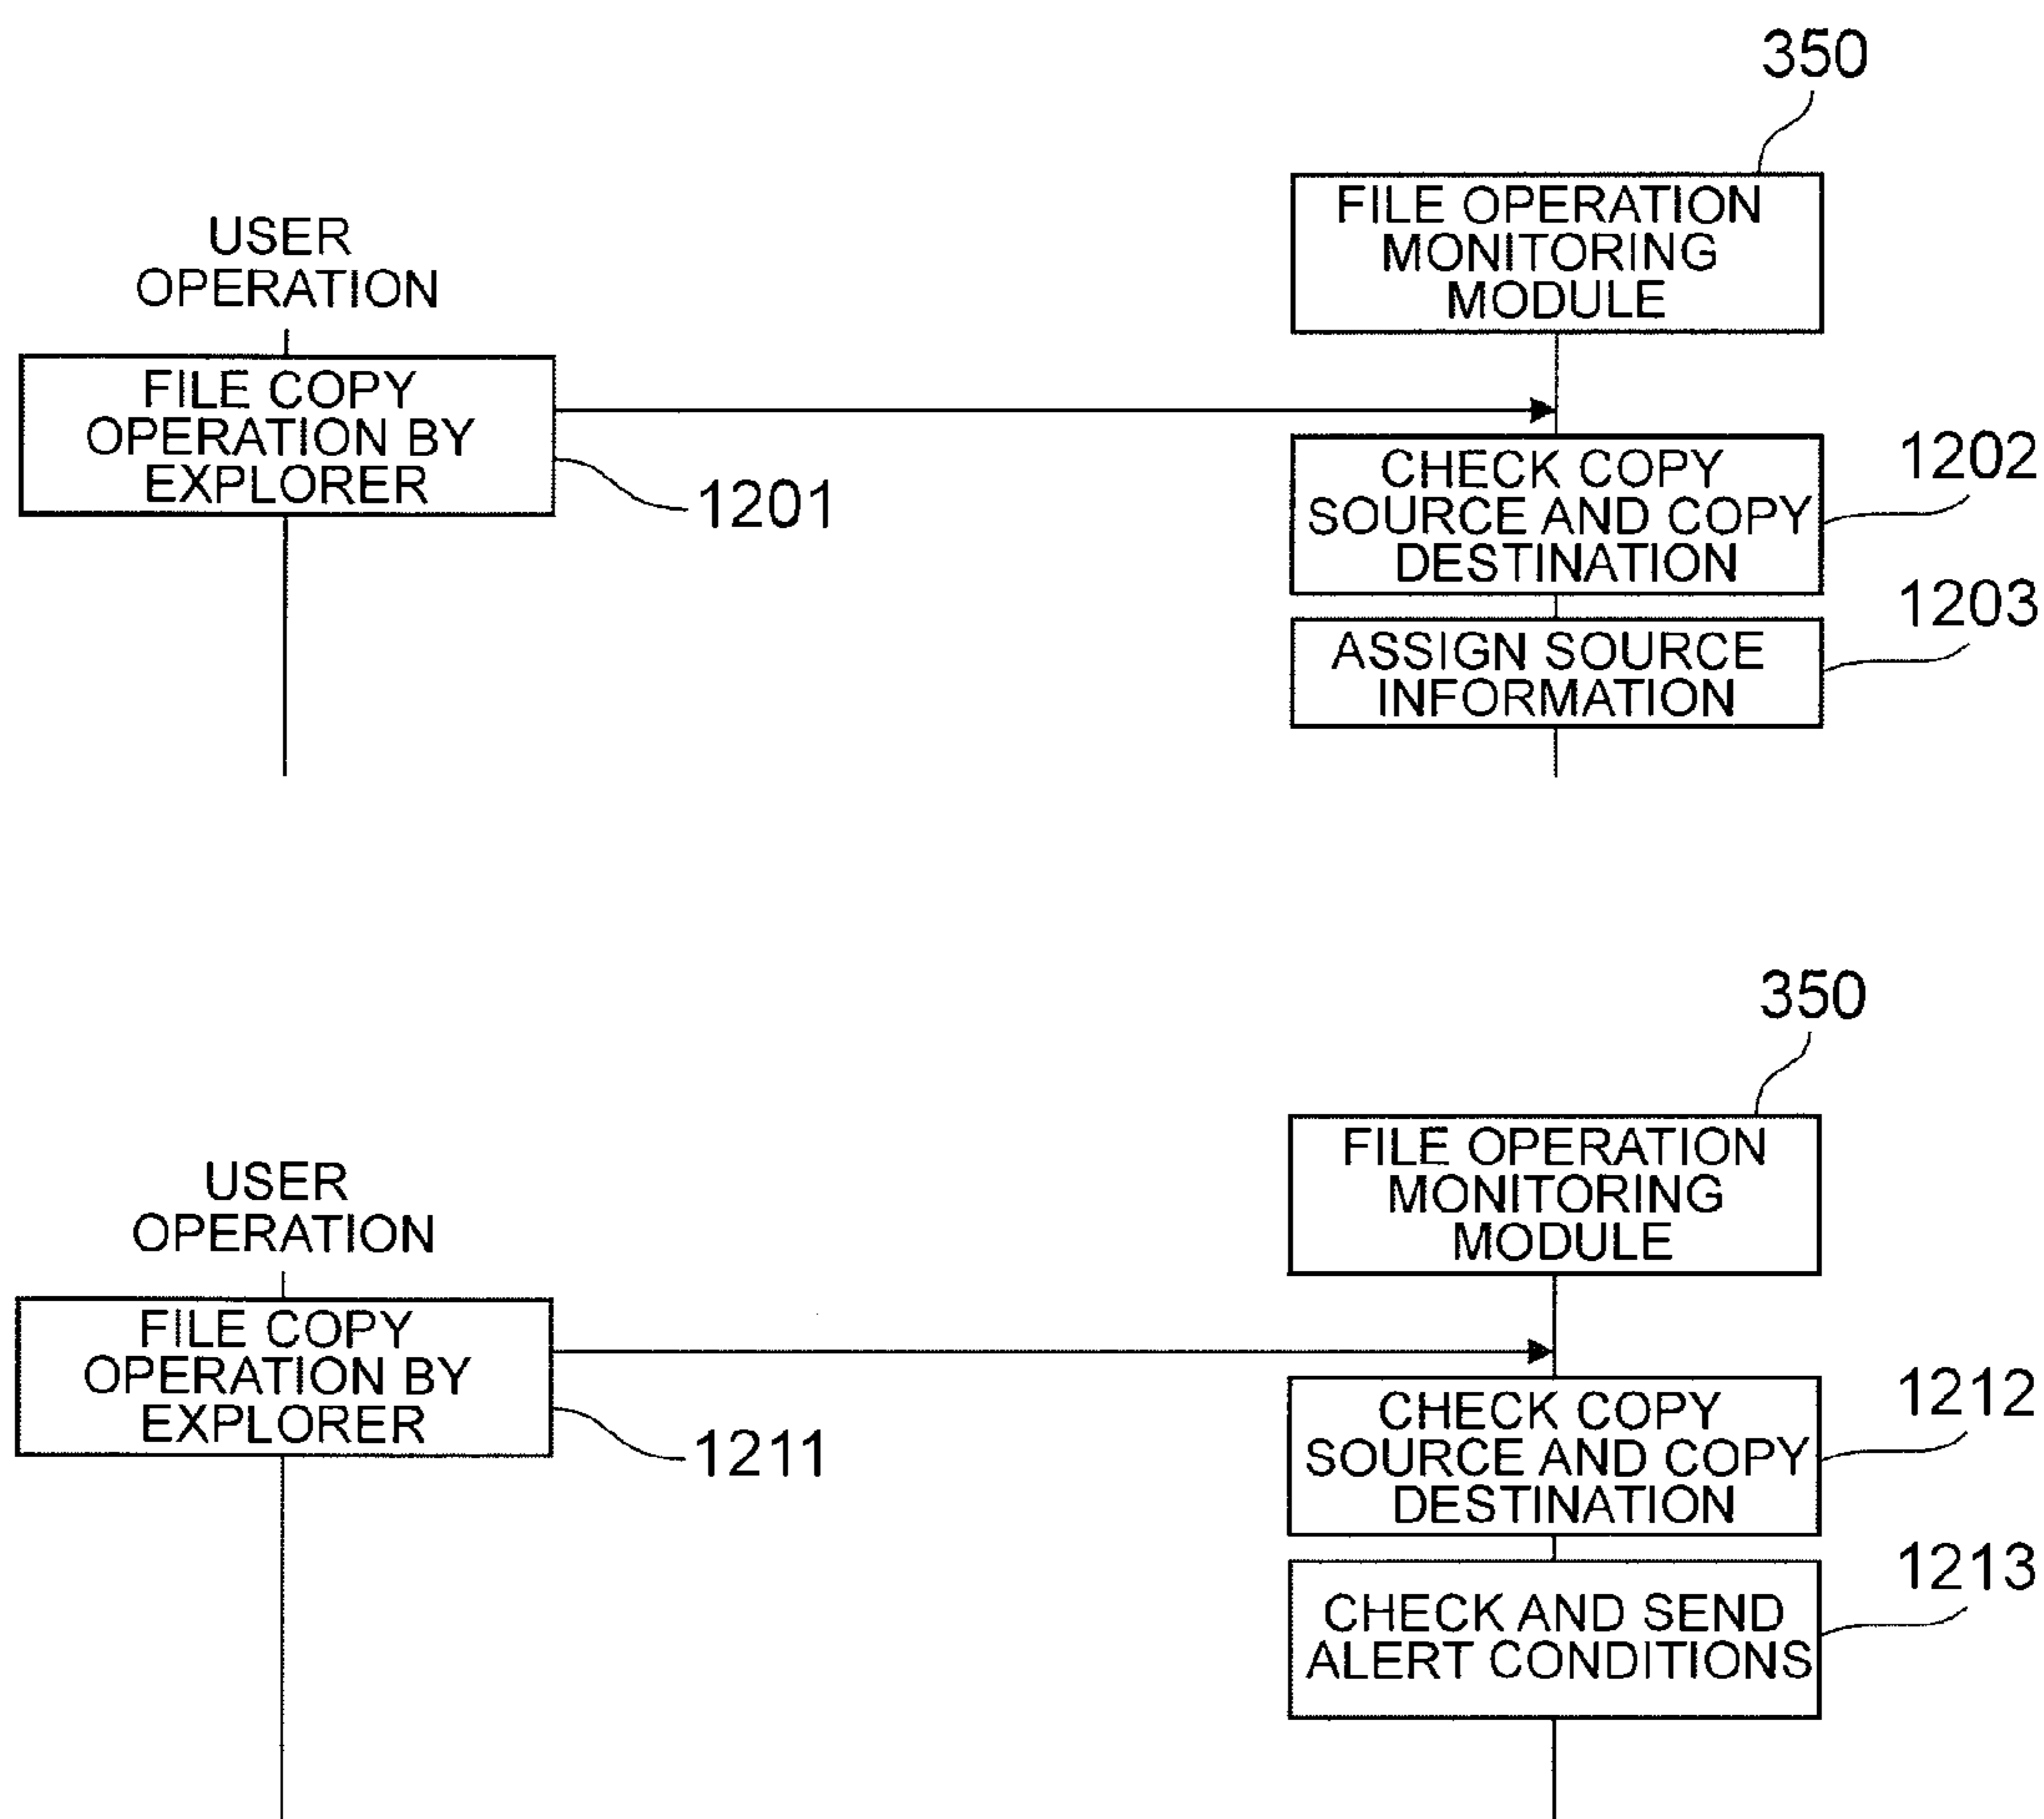 350
FILE OPERATION
MONITORING
MODULE
USER
OPERATION
FILE COPY
OPERATION BY
EXPLORER
1201
CHECK COPY
SOURCE AND COPY
DESTINATION
1202
ASSIGN SOURCE
INFORMATION
1203
350
FILE OPERATION
MONITORING
MODULE
USER
OPERATION
FILE COPY
OPERATION BY
EXPLORER
1211
CHECK COPY
SOURCE AND COPY
DESTINATION
1212
CHECK AND SEND
ALERT CONDITIONS
1213